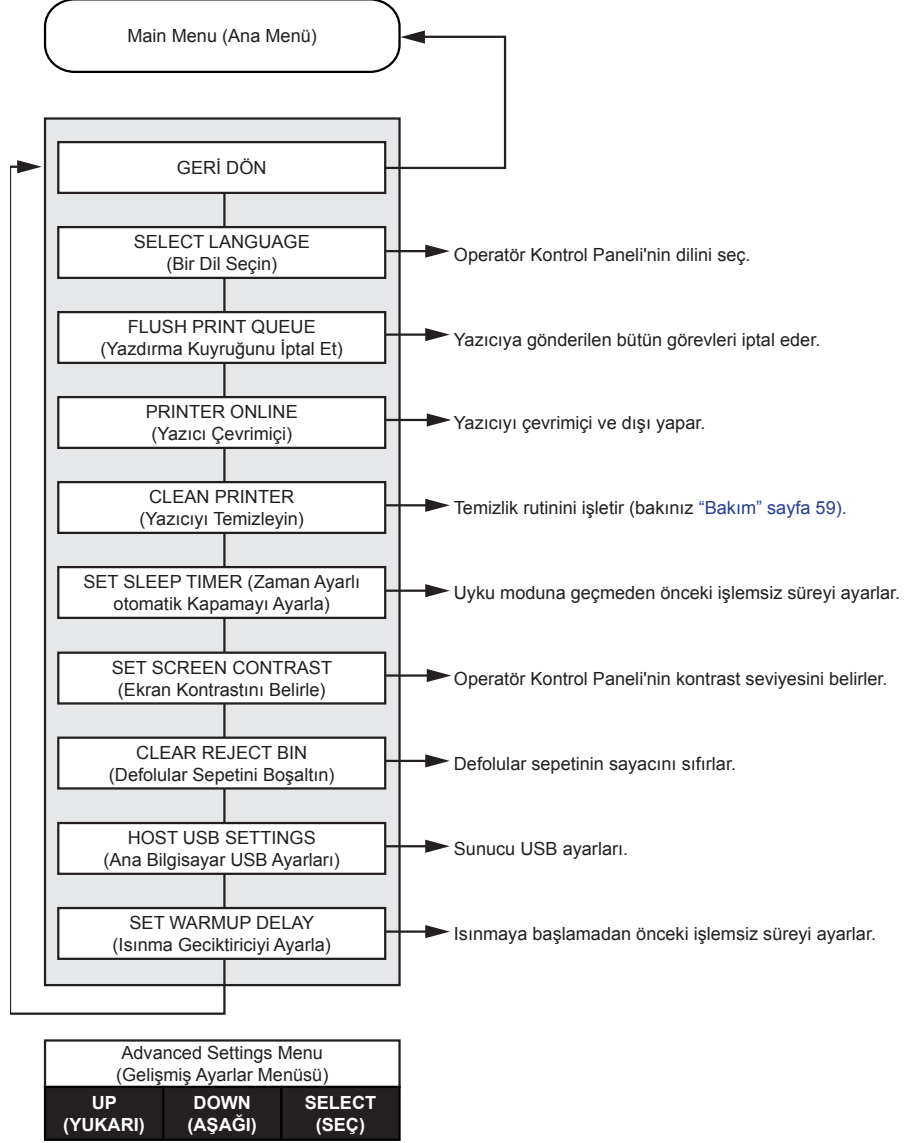 Main Menu (Ana Menü)
GERİ DÖN
SELECT LANGUAGE
(Bir Dil Seçin)
Operatör Kontrol Paneli'nin dilini seç.
FLUSH PRINT QUEUE
(Yazdırma Kuyruğunu İptal Et)
Yazıcıya gönderilen bütün görevleri iptal eder.
PRINTER ONLINE
(Yazıcı Çevrimiçi)
Yazıcıyı çevrimiçi ve dışı yapar.
CLEAN PRINTER
(Yazıcıyı Temizleyin)
Temizlik rutinini işletir (bakınız “Bakım” sayfa 59).
SET SLEEP TIMER (Zaman Ayarlı
otomatik Kapamayı Ayarla)
Uyku moduna geçmeden önceki işlemsiz süreyi ayarlar.
SET SCREEN CONTRAST
(Ekran Kontrastını Belirle)
Operatör Kontrol Paneli'nin kontrast seviyesini belirler.
CLEAR REJECT BIN
(Defolular Sepetini Boşaltın)
Defolular sepetinin sayacını sıfırlar.
HOST USB SETTINGS
(Ana Bilgisayar USB Ayarları)
Sunucu USB ayarları.
SET WARMUP DELAY
(Isınma Geciktiriciyi Ayarla)
Isınmaya başlamadan önceki işlemsiz süreyi ayarlar.
Advanced Settings Menu
(Gelişmiş Ayarlar Menüsü)
UP DOWN SELECT
(YUKARI) (AŞAĞI) (SEÇ)